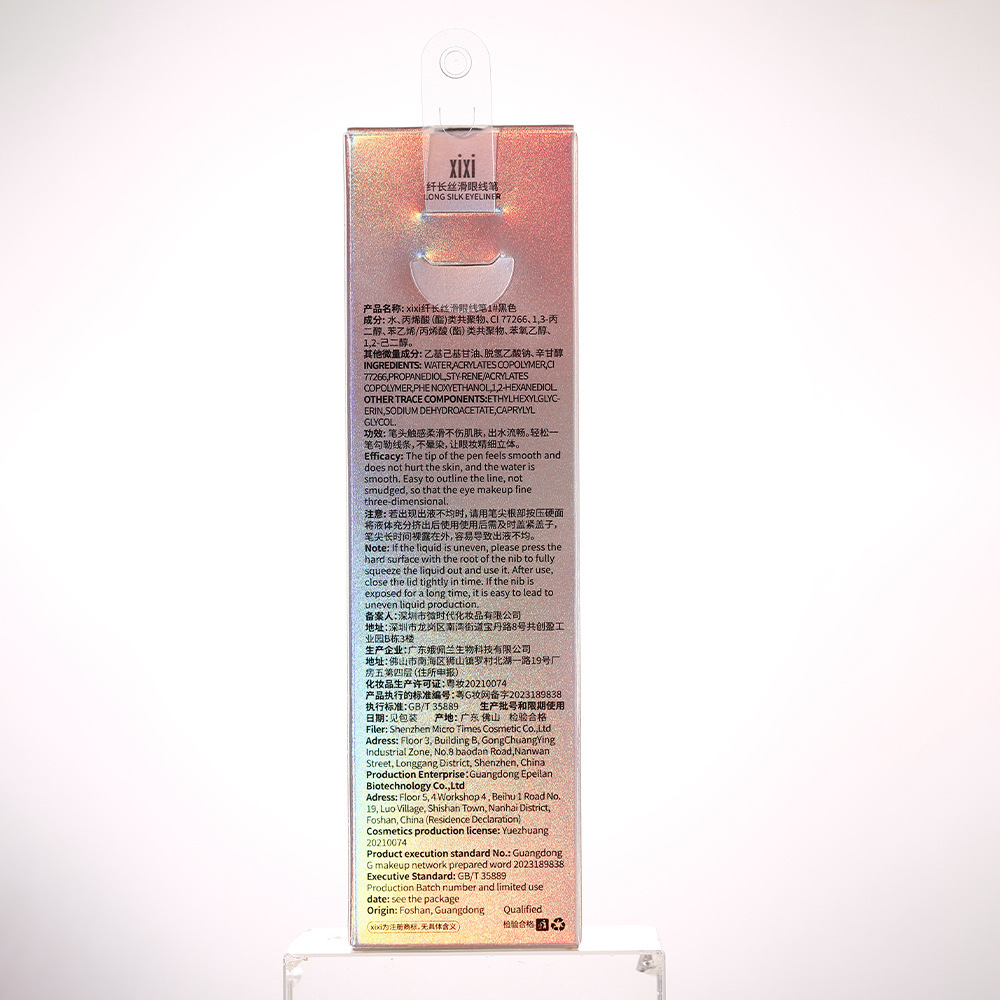 xixi
纤长丝滑眼线笔
LONG SILK EYELINER
产品名称: xixi纤长丝滑眼线笔1#黑色
成分: 水、丙烯酸(酯)类共聚物、CI 77266、1,3-丙
二醇、苯乙烯/丙烯酸(酯)类共聚物、苯氧乙醇、
1,2-己二醇。
其他微量成分: 乙基己基甘油、脱氢乙酸钠、辛甘醇
INGREDIENTS: WATER,ACRYLATES COPOLYMER,CI
77266,PROPANEDIOL,STY-RENE/ACRYLATES
COPOLYMER,PHE NOXYETHANOL,1,2-HEXANEDIOL.
OTHER TRACE COMPONENTS:ETHYLHEXYLGLYC-
ERIN,SODIUM DEHYDROACETATE,CAPRYLYL
GLYCOL.
功效: 笔头触感柔滑不伤肌肤, 出水流畅。轻松一
笔勾勒线条, 不晕染, 让眼妆精细立体。
Efficacy: The tip of the pen feels smooth and
does not hurt the skin, and the water is
smooth. Easy to outline the line, not
smudged, so that the eye makeup fine
three-dimensional.
注意: 若出现出液不均时, 请用笔尖根部按压硬面
将液体充分挤出后使用使用后需及时盖紧盖子,
笔尖长时间裸露在外, 容易导致出液不均。
Note: If the liquid is uneven, please press the
hard surface with the root of the nib to fully
squeeze the liquid out and use it. After use,
close the lid tightly in time. If the nib is
exposed for a long time, it is easy to lead to
uneven liquid production.
备案人: 深圳市微时代化妆品有限公司
地址: 深圳市龙岗区南湾街道宝丹路8号共创盈工
业园B栋3楼
生产企业: 广东娥佩兰生物科技有限公司
地址: 佛山市南海区狮山镇罗村北湖一路19号厂
房五第四层(住所申报)
化妆品生产许可证: 粤妆20210074
产品执行的标准编号: 粤G妆网备字2023189838
执行标准: GB/T 35889 生产批号和限期使用
日期: 见包装 产地: 广东 佛山 检验合格
Filer: Shenzhen Micro Times Cosmetic Co.,Ltd
Adress: Floor 3, Building B, GongChuangYing
Industrial Zone, No.8 baodan Road,Nanwan
Street, Longgang District, Shenzhen, China
Production Enterprise: Guangdong Epeilan
Biotechnology Co.,Ltd
Adress: Floor 5, 4 Workshop 4 , Beihu 1 Road No.
19, Luo Village, Shishan Town, Nanhai District,
Foshan, China (Residence Declaration)
Cosmetics production license: Yuezhuang
20210074
Product execution standard No.: Guangdong
G makeup network prepared word 2023189838
Executive Standard: GB/T 35889
Production Batch number and limited use
date: see the package
Origin: Foshan, Guangdong Qualified
xixi为注册商标, 无具体含义 检验合格